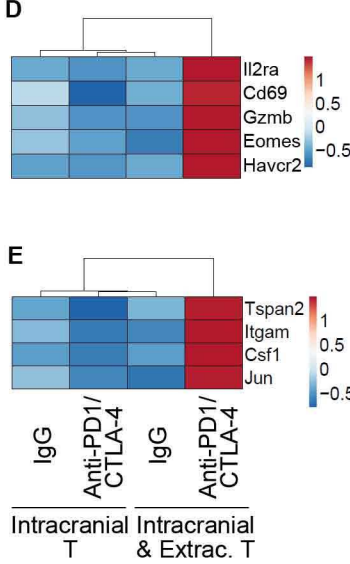 D
Il2ra
Cd69
Gzmb
Eomes
Havcr2
1
0.5
0
−0.5
E
Tspan2
Itgam
Csf1
Jun
1
0.5
0
−0.5
IgG
Anti-PD1/
CTLA-4
IgG
Anti-PD1/
CTLA-4
Intracranial
T
Intracranial
& Extrac. T